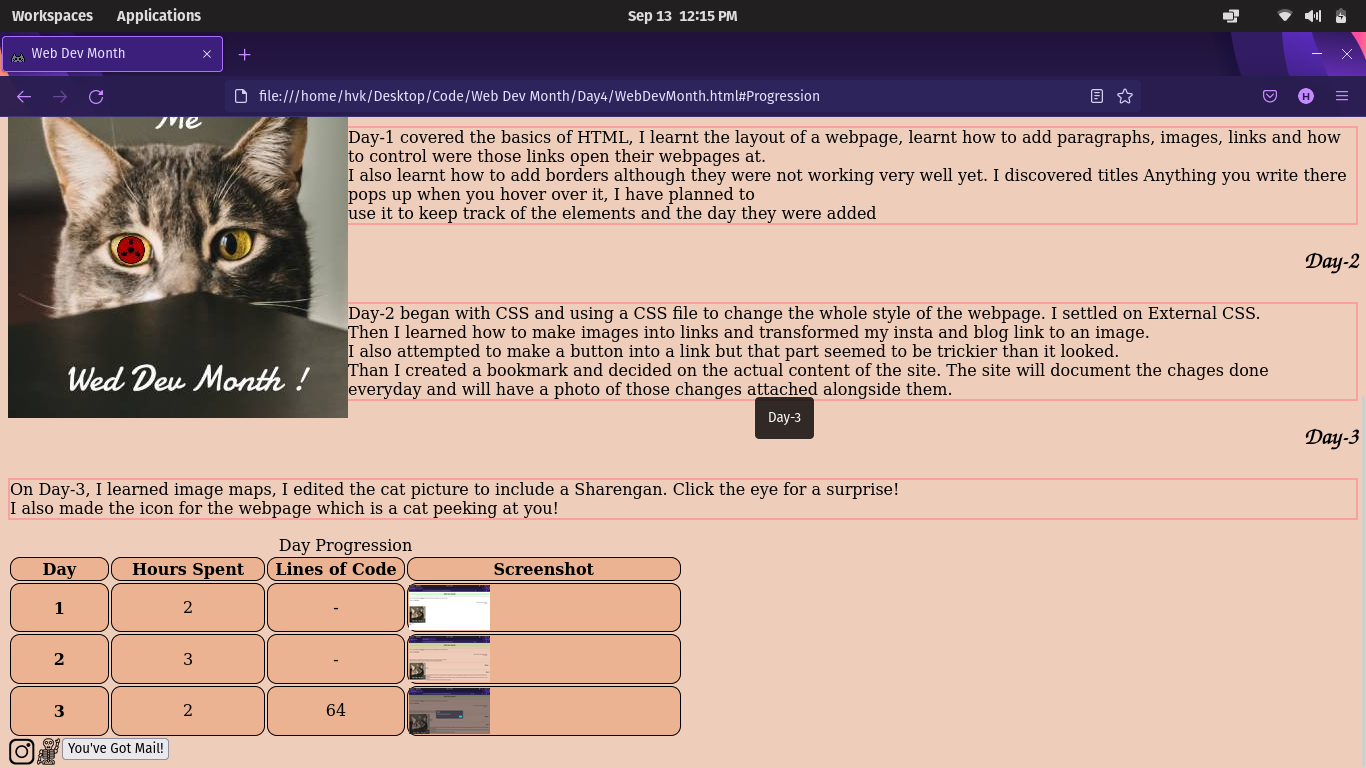 Workspaces Applications Sep 13 12:15 PM
Web Dev Month
file:///home/hvk/Desktop/Code/Web Dev Month/Day4/WebDevMonth.html#Progression
H
Me
Wed Dev Month !
Day-1 covered the basics of HTML, I learnt the layout of a webpage, learnt how to add paragraphs, images, links and how
to control were those links open their webpages at.
I also learnt how to add borders although they were not working very well yet. I discovered titles Anything you write there
pops up when you hover over it, I have planned to
use it to keep track of the elements and the day they were added
Day-2
Day-2 began with CSS and using a CSS file to change the whole style of the webpage. I settled on External CSS.
Then I learned how to make images into links and transformed my insta and blog link to an image.
I also attempted to make a button into a link but that part seemed to be trickier than it looked.
Than I created a bookmark and decided on the actual content of the site. The site will document the chages done
everyday and will have a photo of those changes attached alongside them.
Day-3
Day-3
On Day-3, I learned image maps, I edited the cat picture to include a Sharengan. Click the eye for a surprise!
I also made the icon for the webpage which is a cat peeking at you!
Day Progression
Day Hours Spent Lines of Code Screenshot
1 2 -
2 3 -
3 2 64
You've Got Mail!